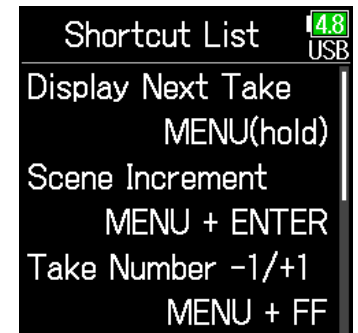 Shortcut List
4.8
USB
Display Next Take
MENU(hold)
Scene Increment
MENU + ENTER
Take Number -1/+1
MENU + FF